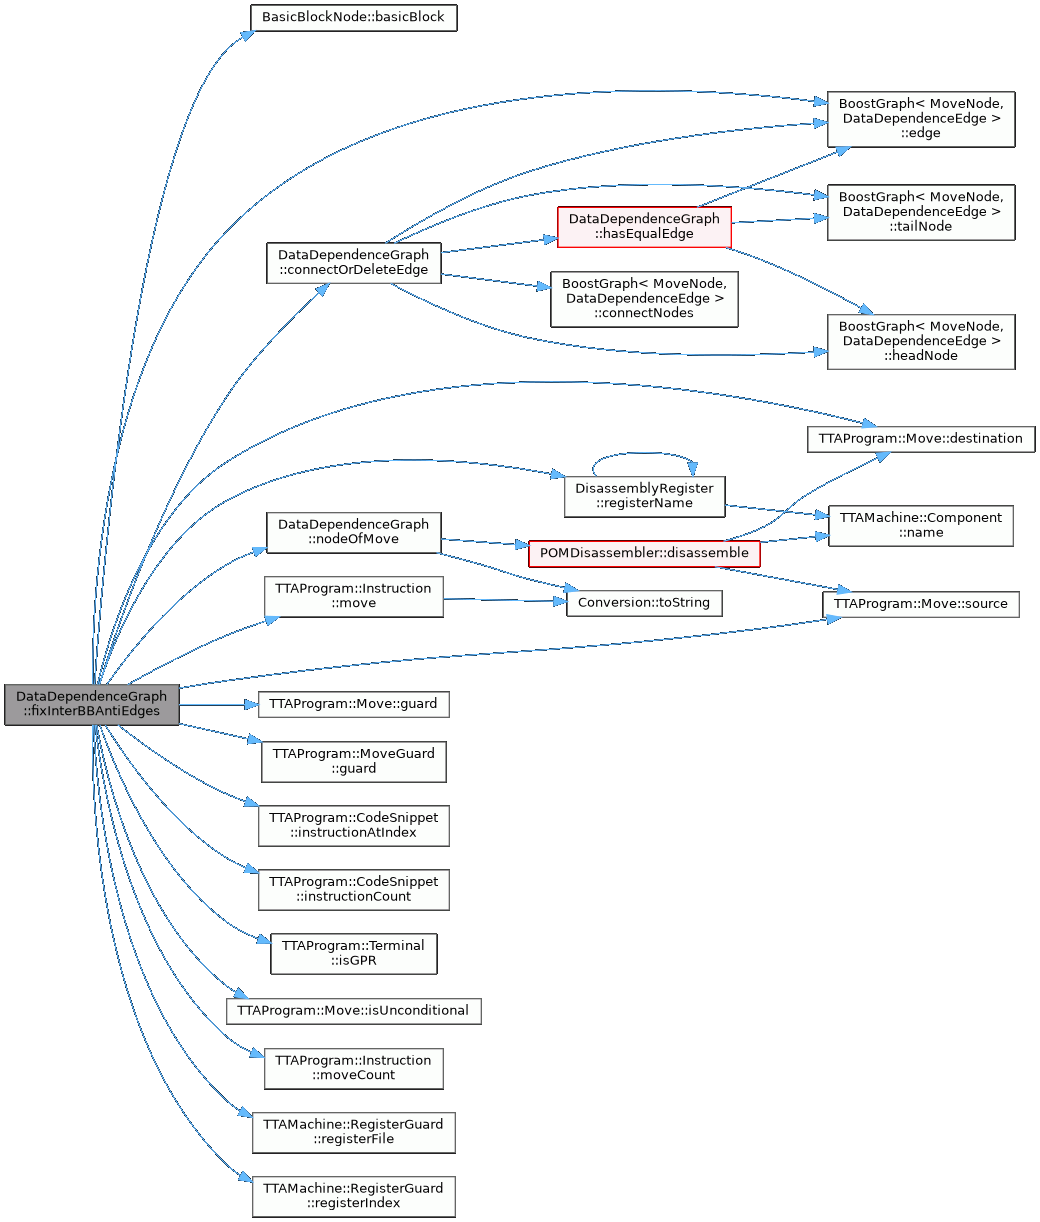 BasicBlockNode::basicBlock
BoostGraph< MoveNode,
DataDependenceEdge >
::edge
BoostGraph< MoveNode,
DataDependenceEdge >
::tailNode
DataDependenceGraph
::hasEqualEdge
DataDependenceGraph
::connectOrDeleteEdge
BoostGraph< MoveNode,
DataDependenceEdge >
::connectNodes
BoostGraph< MoveNode,
DataDependenceEdge >
::headNode
TTAProgram::Move::destination
DisassemblyRegister
::registerName
TTAMachine::Component
::name
DataDependenceGraph
::nodeOfMove
POMDisassembler::disassemble
TTAProgram::Instruction
::move
Conversion::toString
TTAProgram::Move::source
DataDependenceGraph
::fixInterBBAntiEdges
TTAProgram::Move::guard
TTAProgram::MoveGuard
::guard
TTAProgram::CodeSnippet
::instructionAtIndex
TTAProgram::CodeSnippet
::instructionCount
TTAProgram::Terminal
::isGPR
TTAProgram::Move::isUnconditional
TTAProgram::Instruction
::moveCount
TTAMachine::RegisterGuard
::registerFile
TTAMachine::RegisterGuard
::registerIndex